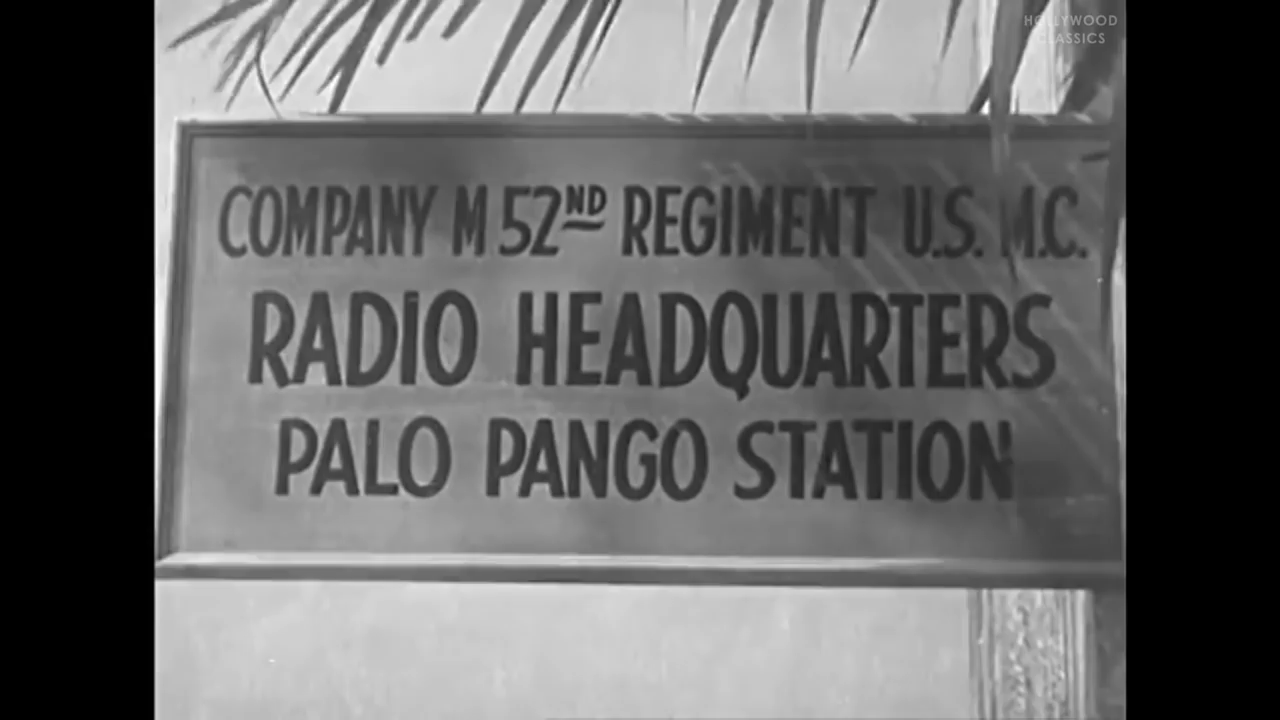 HOLLYWOOD
CLASSICS
COMPANY M 52ND REGIMENT U.S. M.C.
RADIO HEADQUARTERS
PALO PANGO STATION